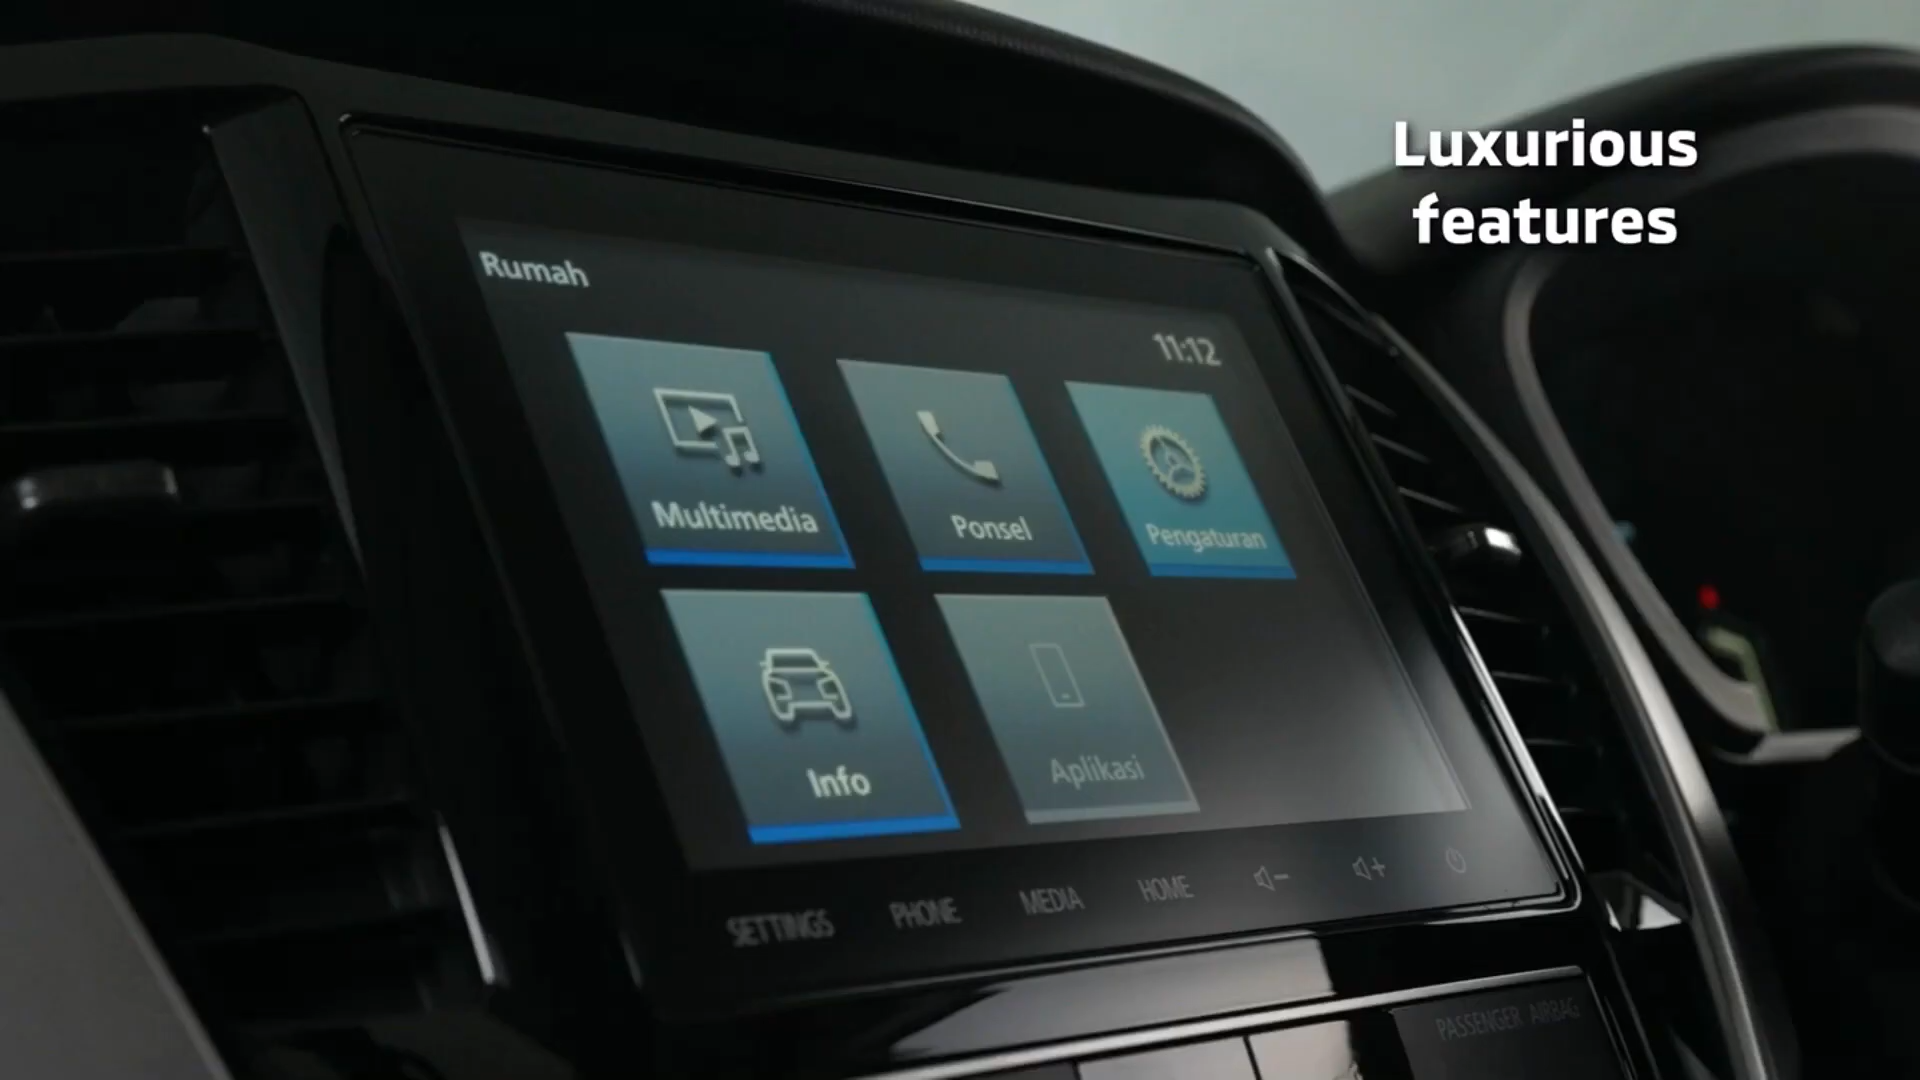 Luxurious
features
Rumah
11:12
Multimedia
Ponsel
Pengaturan
Info
Aplikasi
SETTINGS
PHONE
MEDIA
HOME
PASSENGER AIRBAG